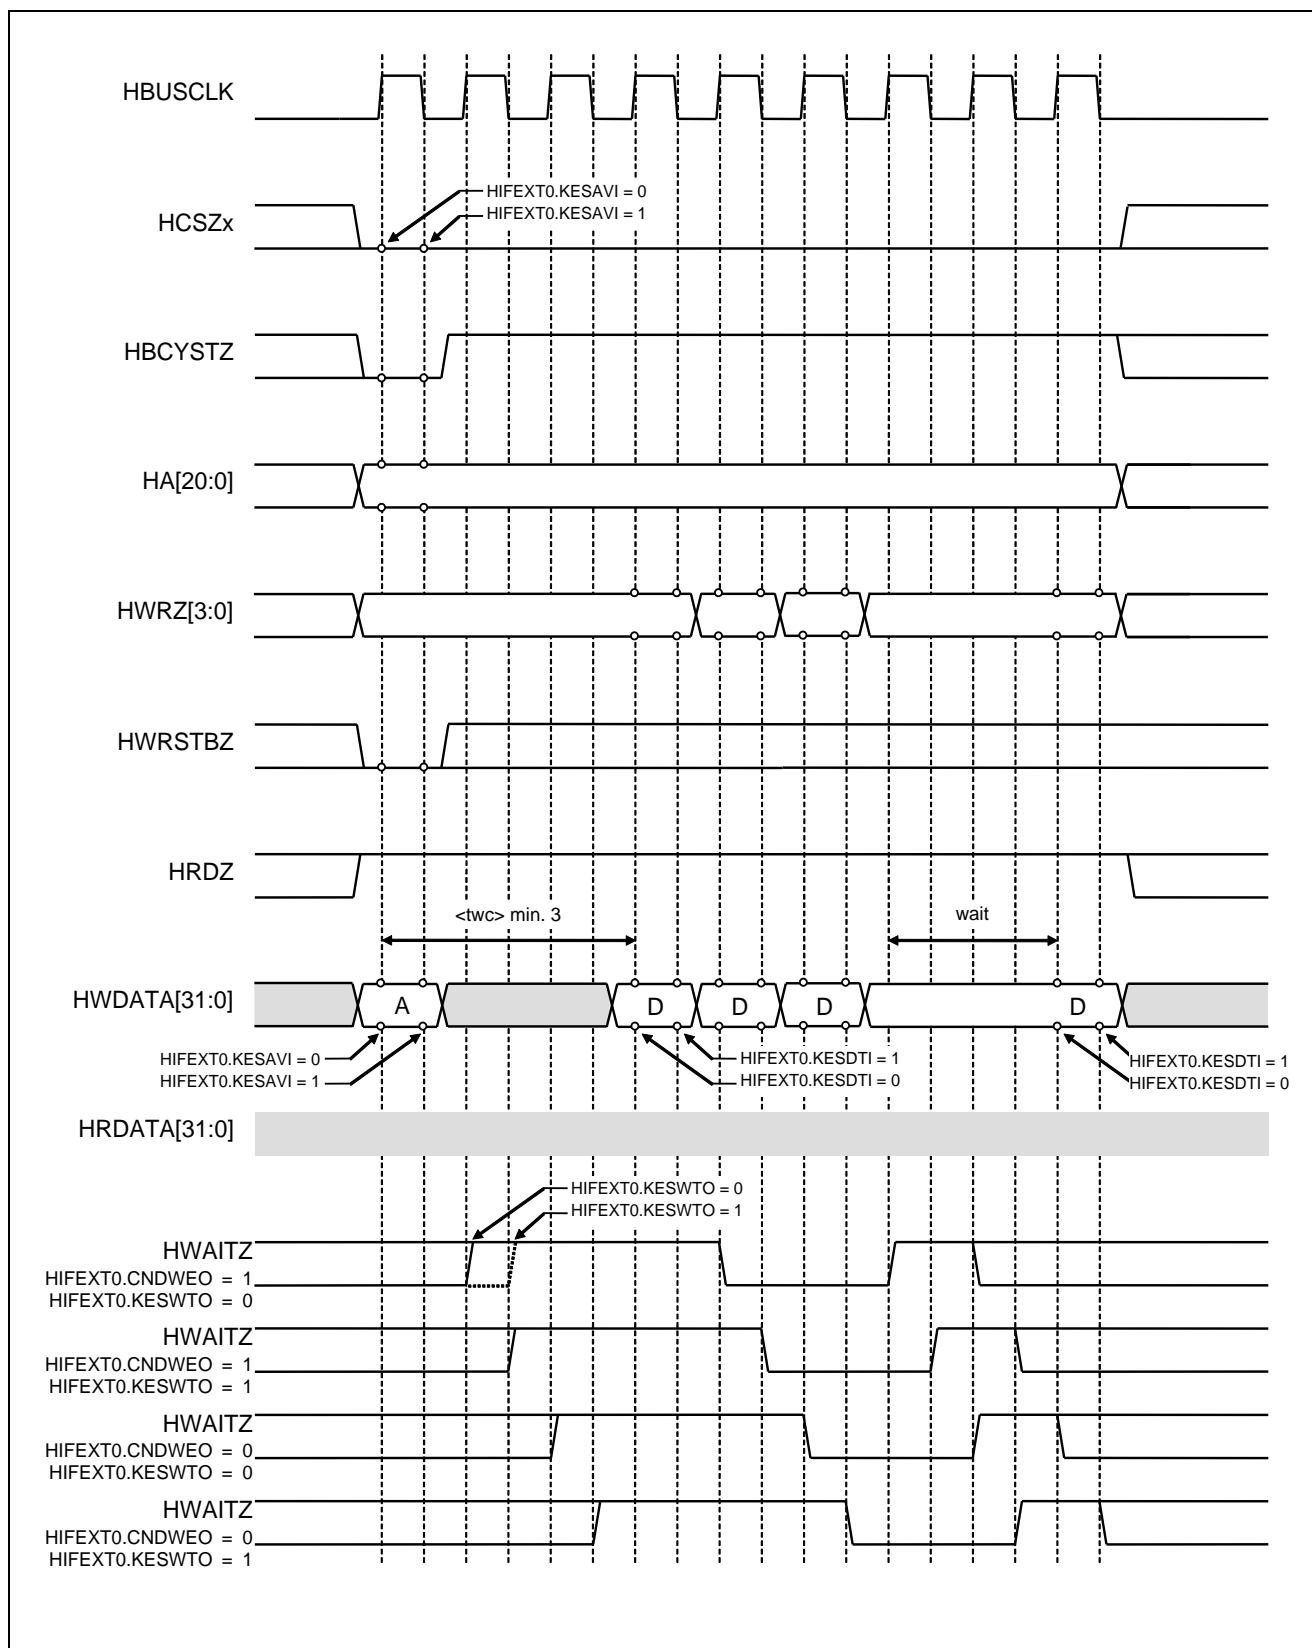 HBUSCLK
HIFEXT0.KESAVI = 0
HIFEXT0.KESAVI = 1
HCSZx
HBCYSTZ
HA[20:0]
HWRZ[3:0]
HWRSTBZ
HRDZ
<twc> min. 3
wait
HWDATA[31:0]
A
D
D
D
D
HIFEXT0.KESAVI = 0
HIFEXT0.KESAVI = 1
HIFEXT0.KESDTI = 1
HIFEXT0.KESDTI = 0
HIFEXT0.KESDTI = 1
HIFEXT0.KESDTI = 0
HRDATA[31:0]
HIFEXT0.KESWTO = 0
HIFEXT0.KESWTO = 1
HWAITZ
HIFEXT0.CNDWEO = 1
HIFEXT0.KESWTO = 0
HWAITZ
HIFEXT0.CNDWEO = 1
HIFEXT0.KESWTO = 1
HWAITZ
HIFEXT0.CNDWEO = 0
HIFEXT0.KESWTO = 0
HWAITZ
HIFEXT0.CNDWEO = 0
HIFEXT0.KESWTO = 1